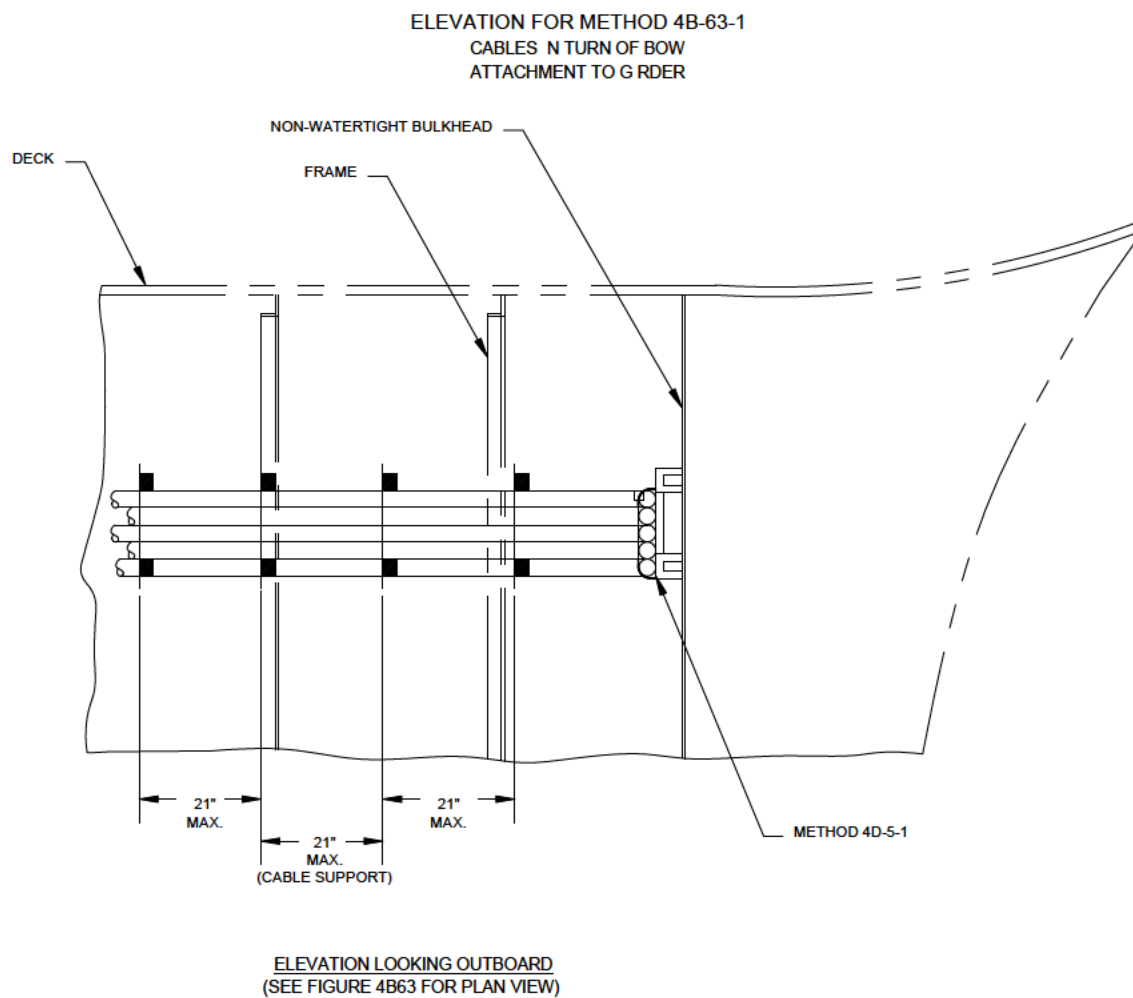 ELEVATION FOR METHOD 4B-63-1
CABLES N TURN OF BOW
ATTACHMENT TO G RDER
NON-WATERTIGHT BULKHEAD
DECK
FRAME
21"
MAX.
21"
MAX.
21"
MAX.
(CABLE SUPPORT)
METHOD 4D-5-1
ELEVATION LOOKING OUTBOARD
(SEE FIGURE 4B63 FOR PLAN VIEW)